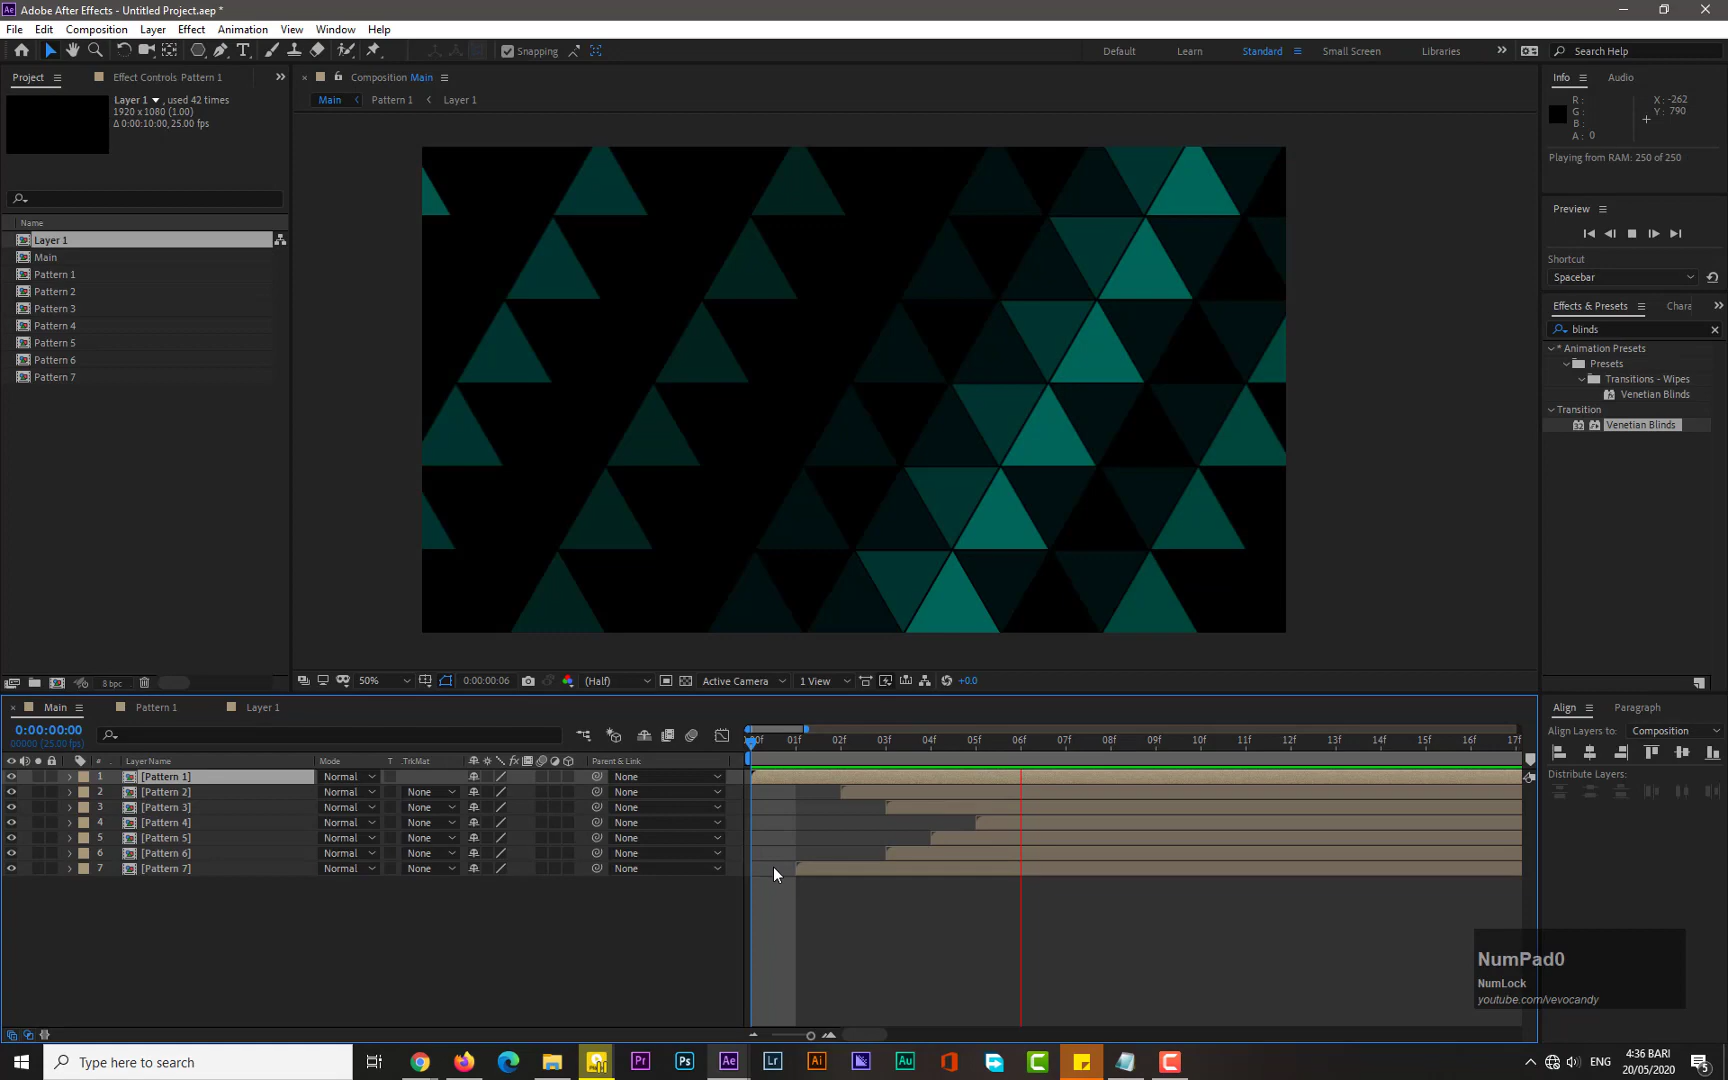 Adobe After Effects - Untitled Project.aep *
File Edit Composition Layer Effect Animation View Window Help
Snapping
Default Learn Standard Small Screen Libraries
Search Help
Project
Effect Controls Pattern 1
Layer 1 , used 42 times
1920 x 1080 (1.00)
Δ 0:00:10:00, 25.00 fps
Name
Layer 1
Main
Pattern 1
Pattern 2
Pattern 3
Pattern 4
Pattern 5
Pattern 6
Pattern 7
8 bpc
Composition Main
Main Pattern 1 Layer 1
50% 0:00:00:06 (Half) Active Camera 1 View +0.0
Info Audio
R :
G :
B :
A : 0
X: -262
Y: 790
Playing from RAM: 250 of 250
Preview
Shortcut
Spacebar
Effects & Presets Chara
blinds
* Animation Presets
Presets
Transitions - Wipes
Venetian Blinds
Transition
Venetian Blinds
Align Paragraph
Align Layers to: Composition
Distribute Layers:
Main Pattern 1 Layer 1
0:00:00:00
00000 (25.00 fps)
# Layer Name Mode T .TrkMat Parent & Link
01f 02f 03f 04f 05f 06f 07f 08f 09f 10f 11f 12f 13f 14f 15f 16f 17f
1 [Pattern 1] Normal None
2 [Pattern 2] Normal None None
3 [Pattern 3] Normal None None
4 [Pattern 4] Normal None None
5 [Pattern 5] Normal None None
6 [Pattern 6] Normal None None
7 [Pattern 7] Normal None None
NumPad0
NumLock
youtube.com/vevocandy
Type here to search
Pr Ps Ae Lr Ai Au
ENG
4:36 BARI
20/05/2020
5